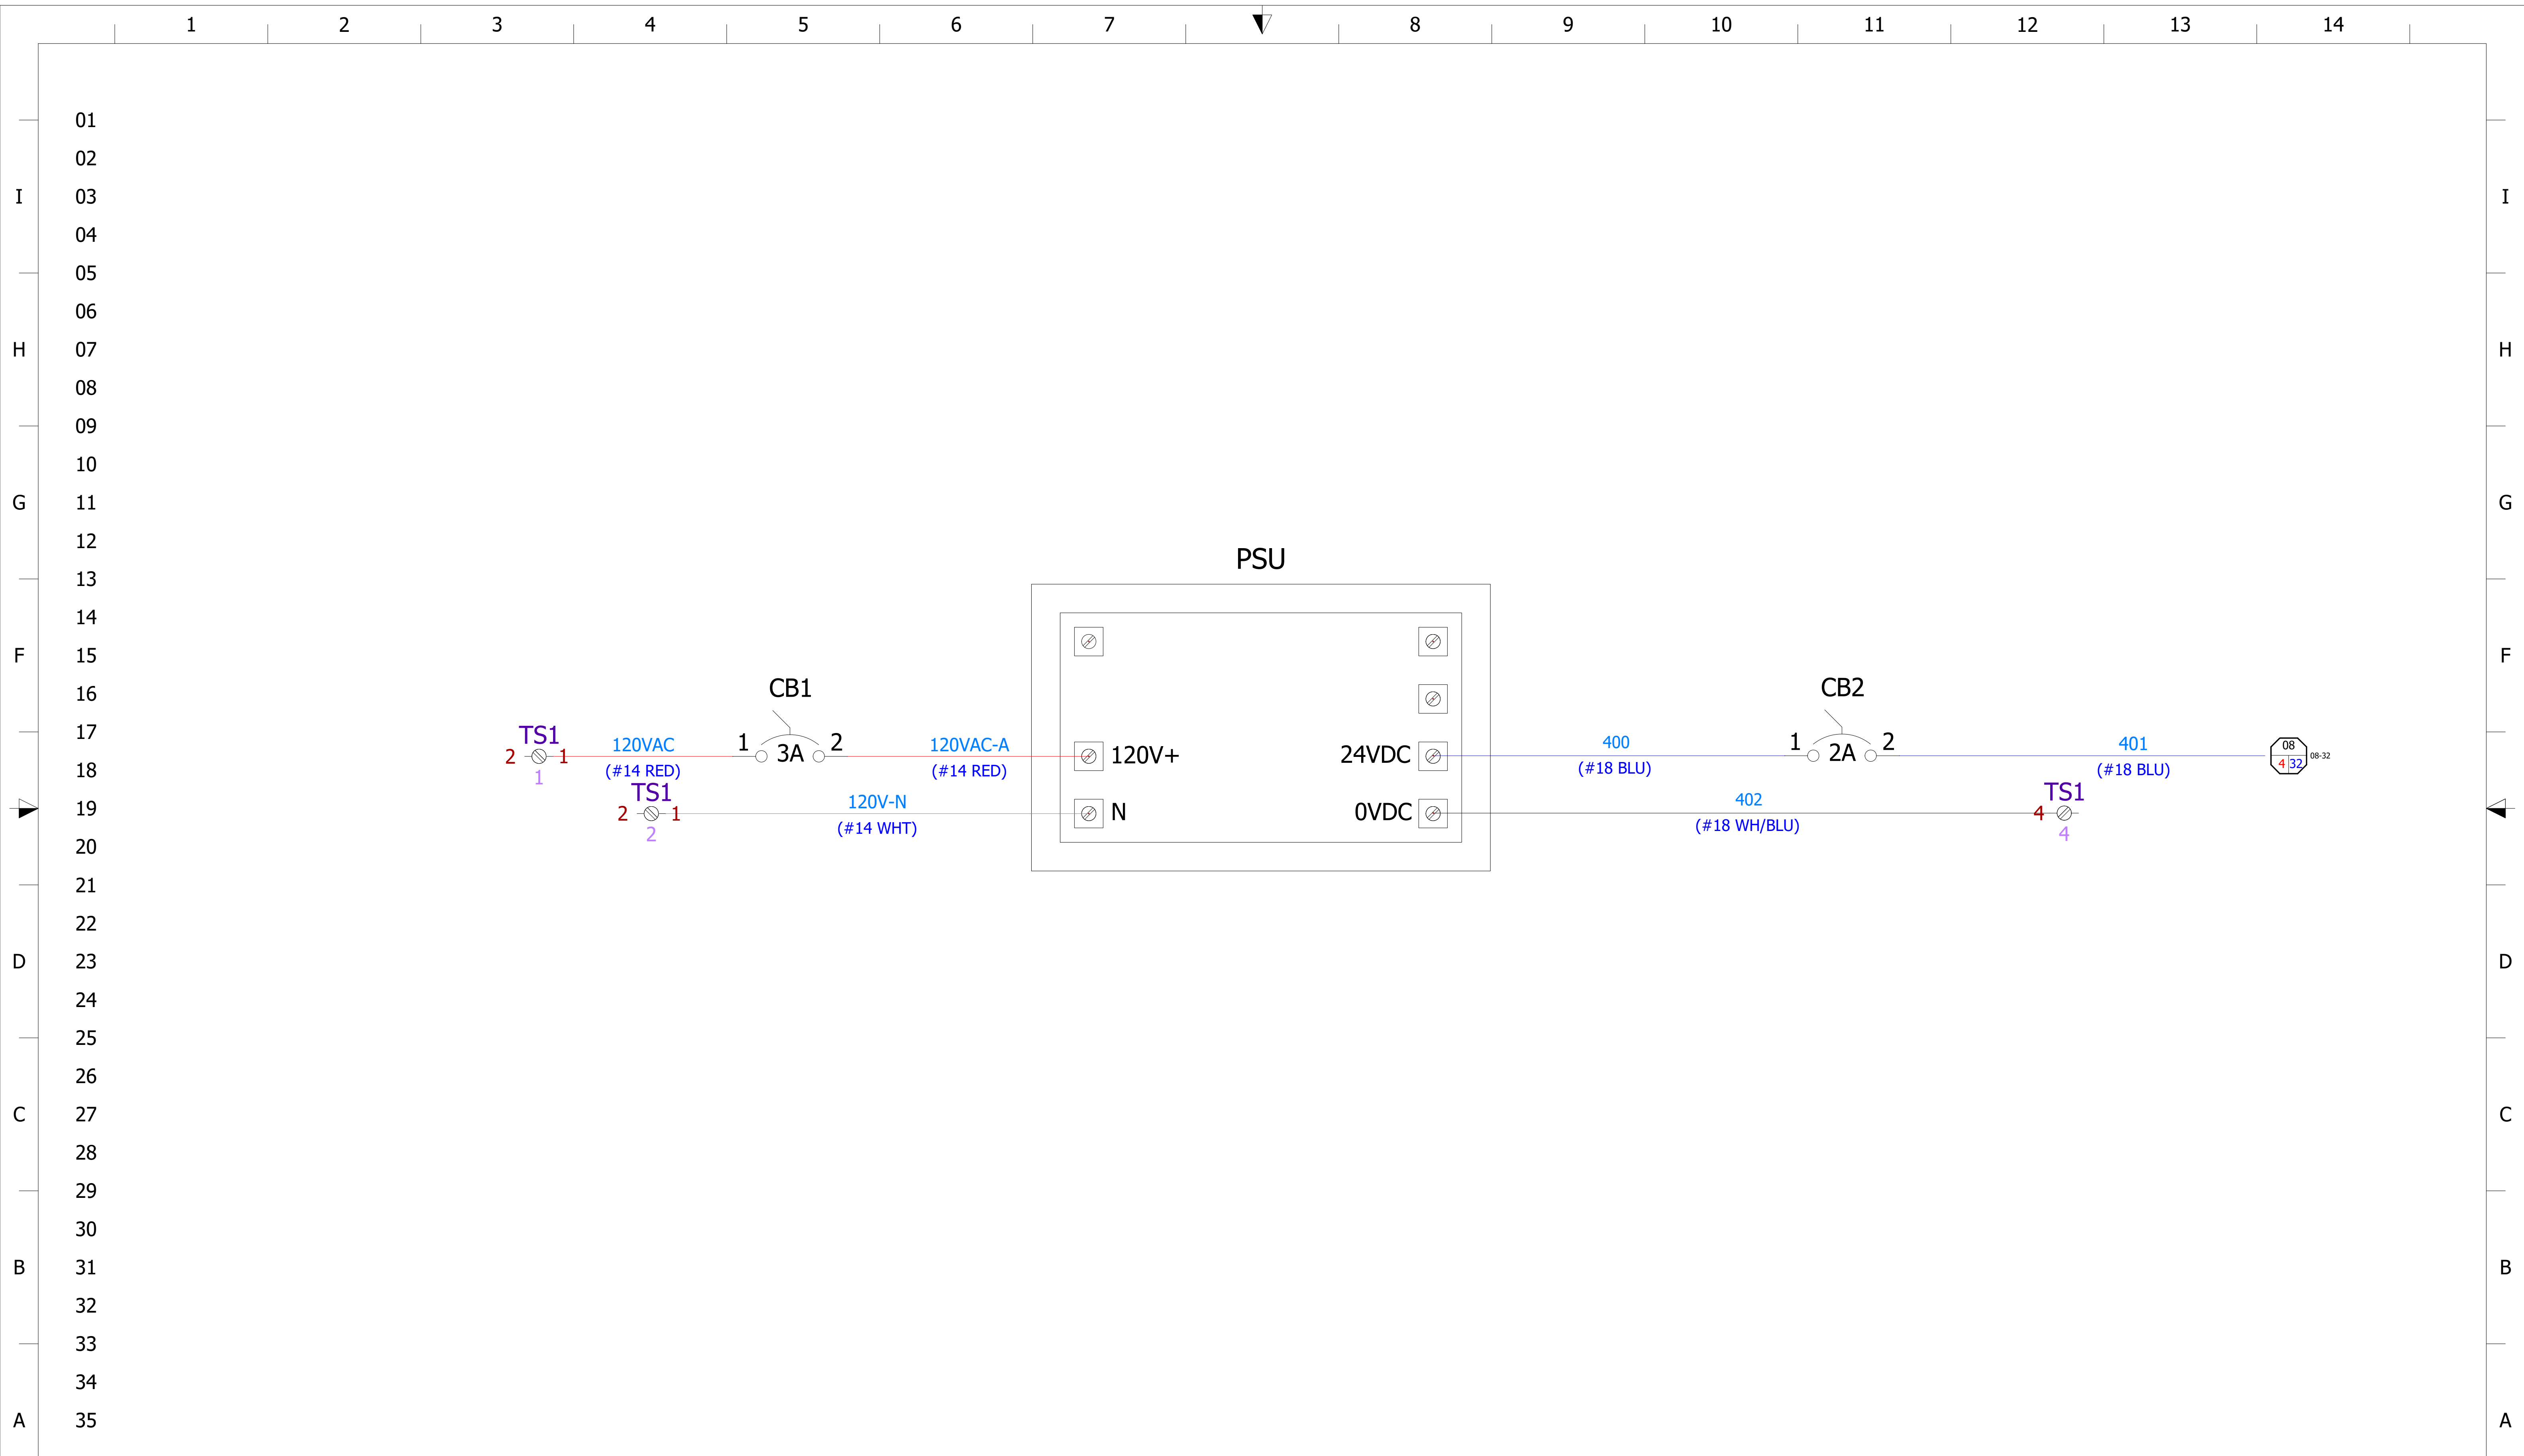 1 2 3 4 5 6 7 8 9 10 11 12 13 14
01
02
I 03 I
04
05
06
H 07 H
08
09
10
G 11 G
12
PSU
13
14
F 15 F
16
CB1 CB2
17
TS1
120VAC 1 3A 2 120VAC-A 120V+ 24VDC 400 1 2A 2 401 08
2 1 (#14 RED) (#14 RED) (#18 BLU) (#18 BLU) 4 32 08-32
18 1
TS1 TS1
19 2 1 120V-N N 0VDC 402 4
2 (#14 WHT) (#18 WH/BLU) 4
20
21
22
D 23 D
24
25
26
C 27 C
28
29
30
B 31 B
32
33
34
A 35 A